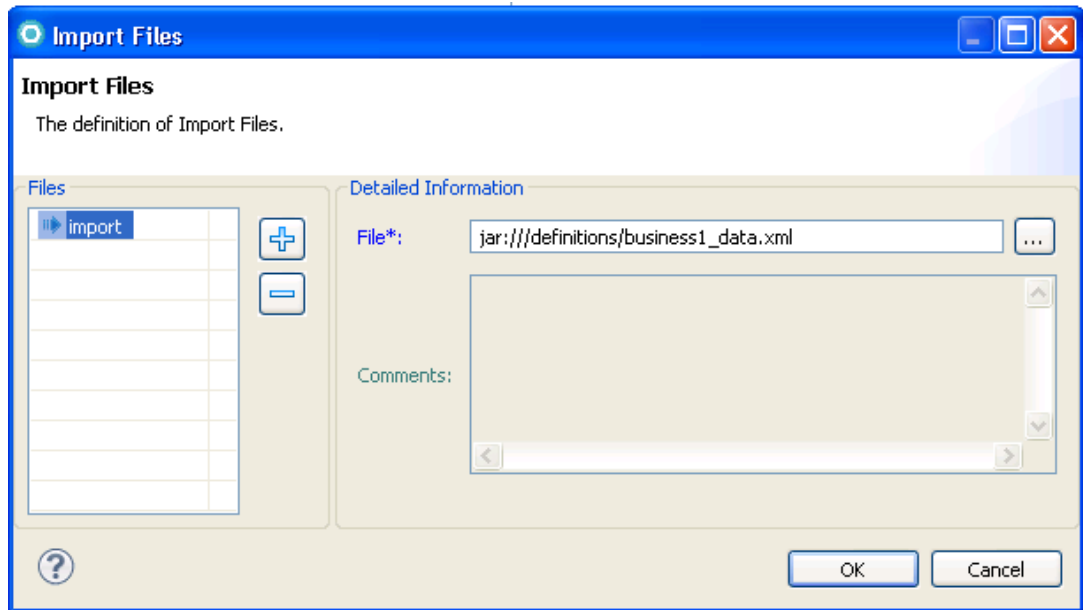 Import Files
Import Files
The definition of Import Files.
Files
import
Detailed Information
File*:
jar:///definitions/business1_data.xml
...
Comments:
?
OK
Cancel